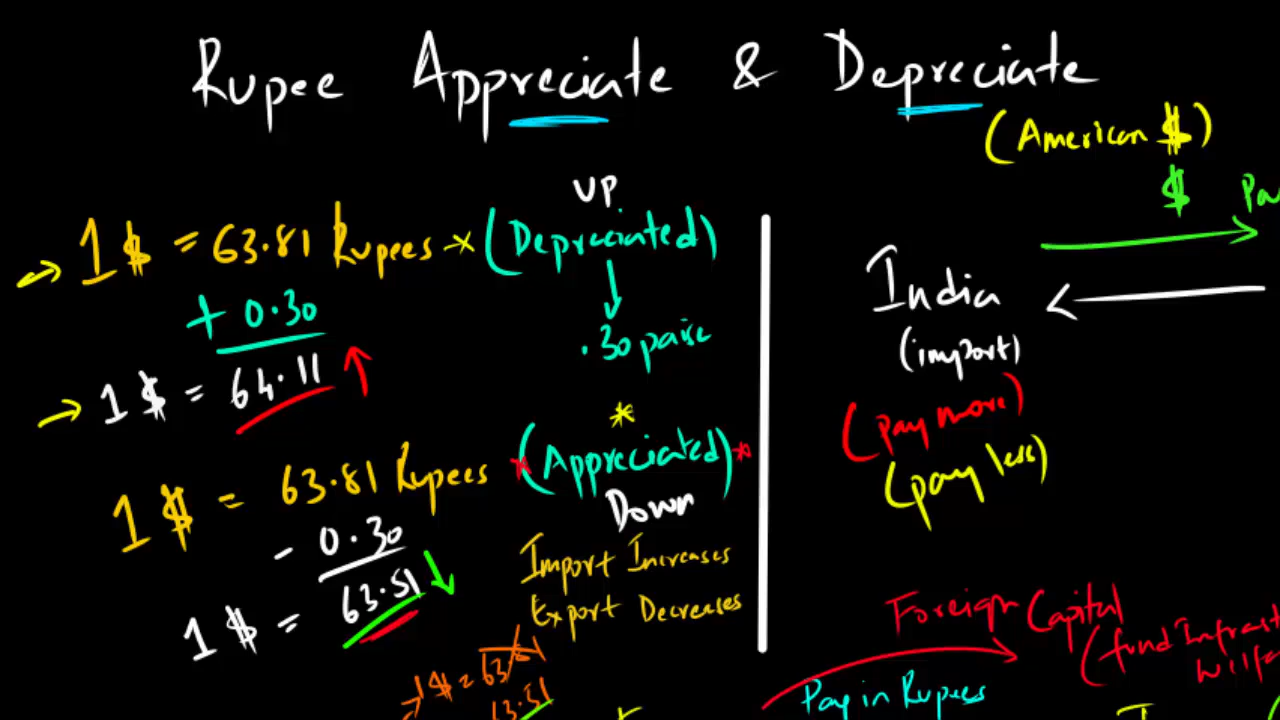 Rupee Appreciate & Depreciate
(American $)
$
UP
1 $ = 63.81 Rupees * (Depreciated)
+ 0.30
.30 paise
1 $ = 64.11
*
1 $ = 63.81 Rupees * (Appreciated) *
Down
- 0.30
1 $ = 63.51
Import Increases
Export Decreases
1 $ =
India
(import)
(pay more)
(pay less)
Foreign Capital
(fund
Pay in Rupees